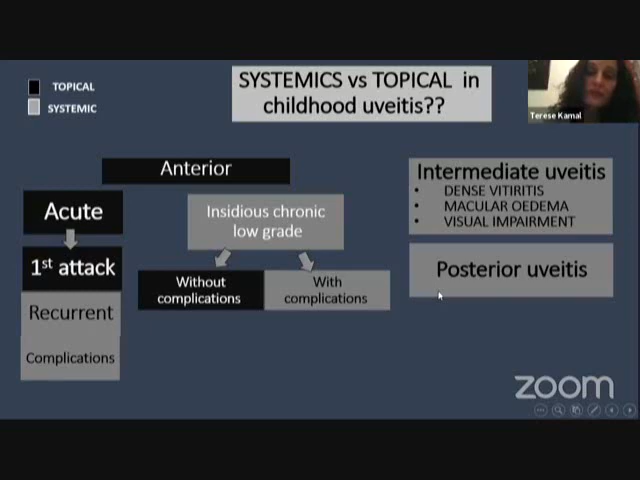 TOPICAL
SYSTEMIC
SYSTEMICS vs TOPICAL in
childhood uveitis??
Terese Kamal
Anterior
Acute
1st attack
Recurrent
Complications
Insidious chronic
low grade
Without
complications
With
complications
Intermediate uveitis
• DENSE VITIRITIS
• MACULAR OEDEMA
• VISUAL IMPAIRMENT
Posterior uveitis
zoom